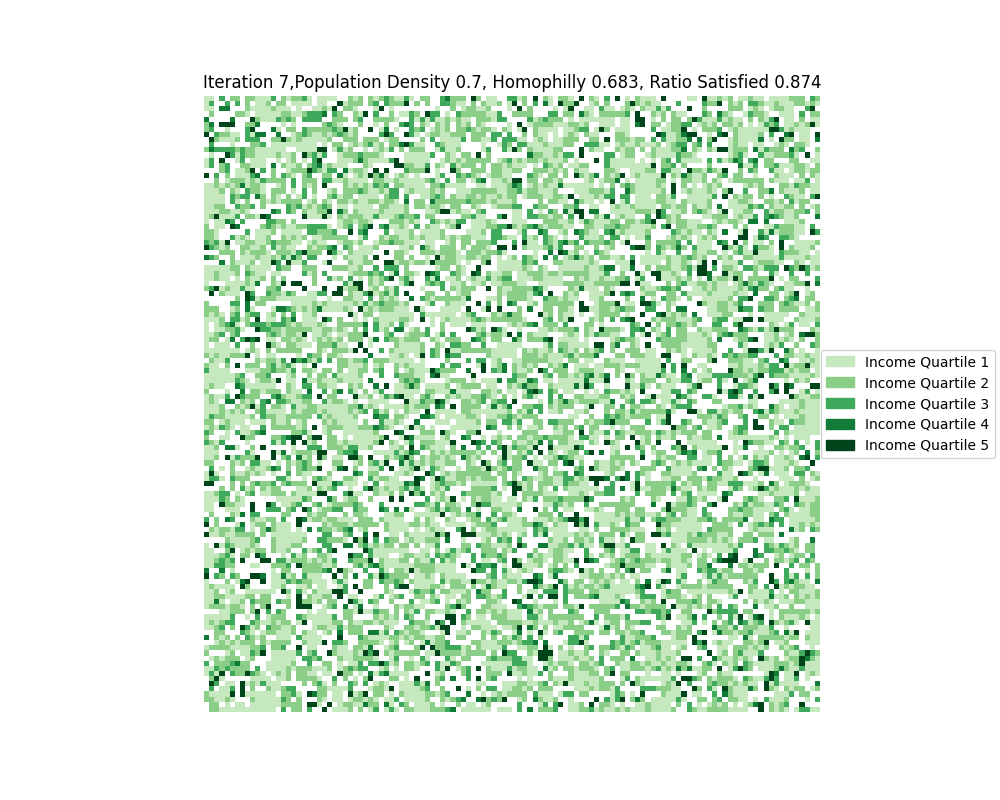 Iteration 7,Population Density 0.7, Homophilly 0.683, Ratio Satisfied 0.874
Income Quartile 1
Income Quartile 2
Income Quartile 3
Income Quartile 4
Income Quartile 5